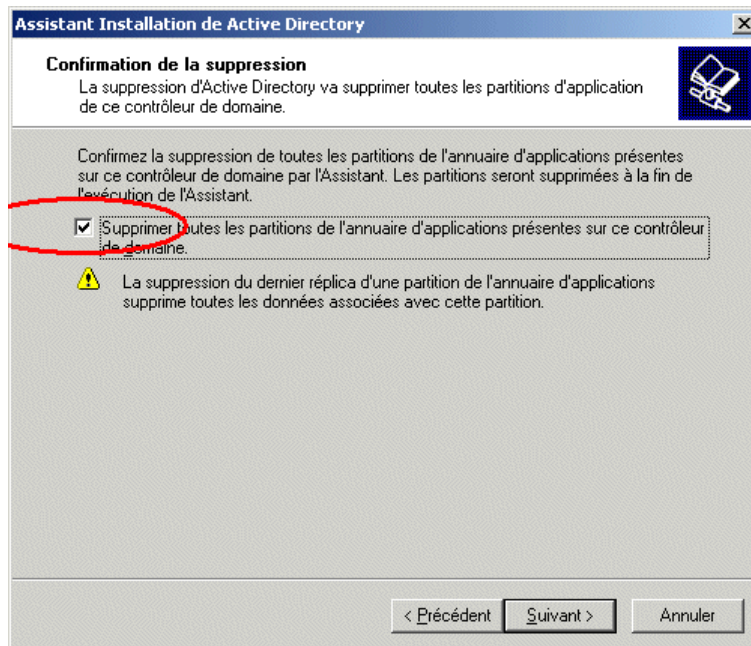 Assistant Installation de Active Directory
Confirmation de la suppression
La suppression d'Active Directory va supprimer toutes les partitions d'application
de ce contrôleur de domaine.
Confirmez la suppression de toutes les partitions de l'annuaire d'applications présentes
sur ce contrôleur de domaine par l'Assistant. Les partitions seront supprimées à la fin de
l'exécution de l'Assistant.
Supprimer toutes les partitions de l'annuaire d'applications présentes sur ce contrôleur
de domaine.
La suppression du dernier réplica d'une partition de l'annuaire d'applications
supprime toutes les données associées avec cette partition.
< Précédent Suivant > Annuler